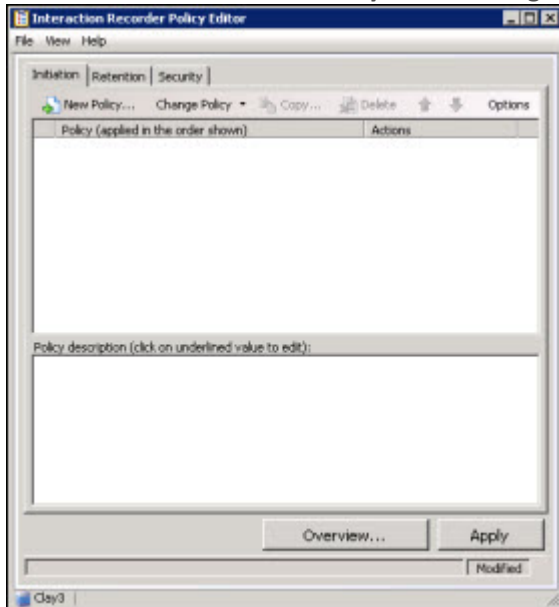 Interaction Recorder Policy Editor
File View Help
Initiation Retention Security
New Policy... Change Policy Copy... Delete Options
Policy (applied in the order shown) Actions
Policy description (click on underlined value to edit):
Overview... Apply
Modified
Clay3